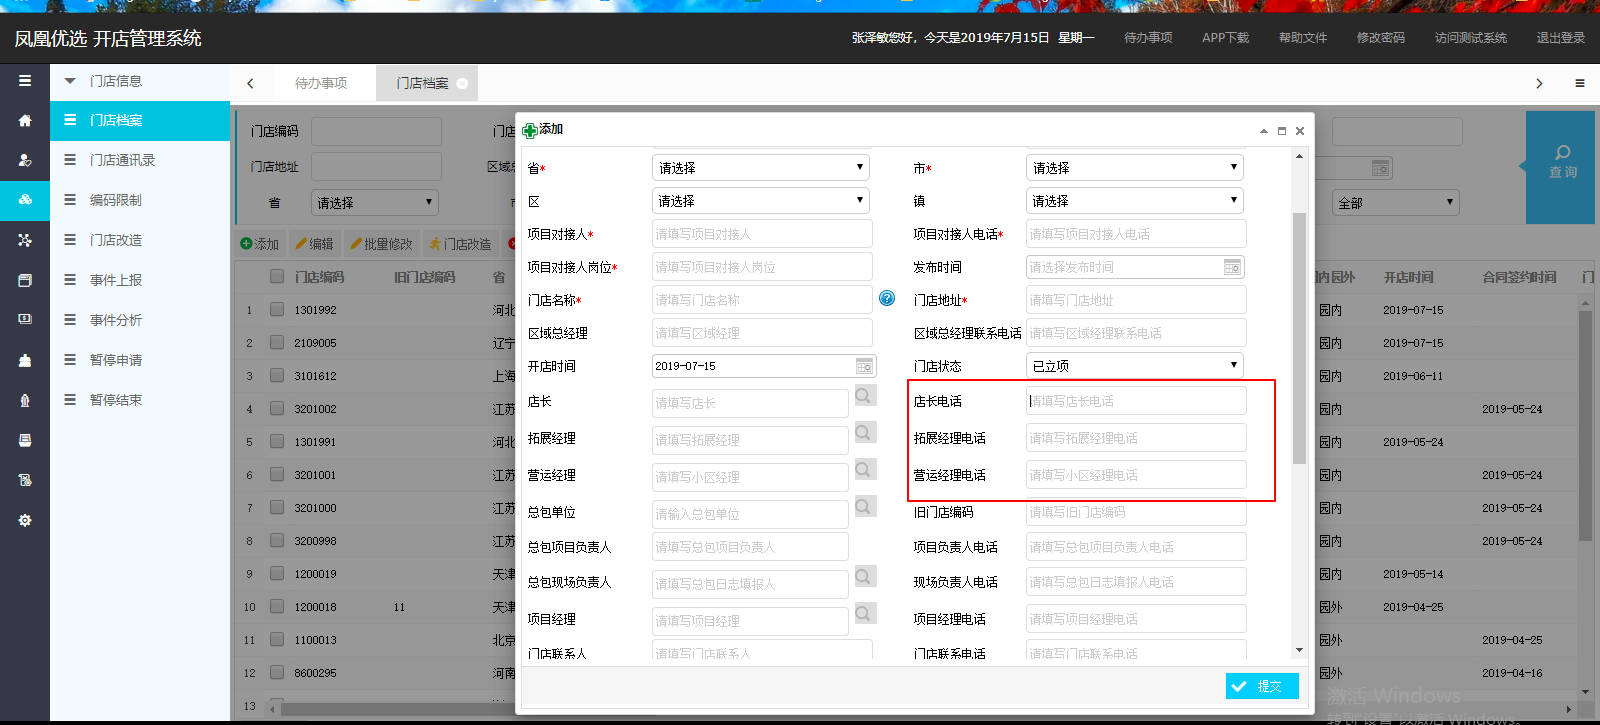 凤凰优选 开店管理系统
张泽敏您好，今天是2019年7月15日 星期一 待办事项 APP下载 帮助文件 修改密码 访问测试系统 退出登录
门店信息
门店档案
门店通讯录
编码限制
门店改造
事件上报
事件分析
暂停申请
暂停结束
待办事项 门店档案
门店编码
门店地址 区域总
省 请选择
全部
查询
添加 编辑 批量修改 门店改造
门店编码 旧门店编码 省 园外 开店时间 合同签约时间 门
1 1301992 河北 园内 2019-07-15
2 2109005 辽宁 园内 2019-07-15
3 3101612 上海 园内 2019-06-11
4 3201002 江苏 园内 2019-05-24
5 1301991 河北 园内 2019-05-24
6 3201001 江苏 园内 2019-05-24
7 3201000 江苏 园内 2019-05-24
8 3200998 江苏 园内 2019-05-24
9 1200019 天津 园内 2019-05-14
10 1200018 11 天津 园外 2019-04-25
11 1100013 北京 园外 2019-04-25
12 8600295 河南 园外 2019-04-16
13
添加
省* 请选择 市* 请选择
区 请选择 镇 请选择
项目对接人* 请填写项目对接人 项目对接人电话* 请填写项目对接人电话
项目对接人岗位* 请填写项目对接人岗位 发布时间 请选择发布时间
门店名称* 请填写门店名称 门店地址* 请填写门店地址
区域总经理 请填写区域经理 区域总经理联系电话 请填写区域经理联系电话
开店时间 2019-07-15 门店状态 已立项
店长 请填写店长 店长电话 请填写店长电话
拓展经理 请填写拓展经理 拓展经理电话 请填写拓展经理电话
营运经理 请填写小区经理 营运经理电话 请填写小区经理电话
总包单位 请输入总包单位 旧门店编码 请填写旧门店编码
总包项目负责人 请填写总包项目负责人 项目负责人电话 请填写总包项目负责人电话
总包现场负责人 请填写总包日志填报人 现场负责人电话 请填写总包日志填报人电话
项目经理 请填写项目经理 项目经理电话 请填写项目经理电话
门店联系人 请填写门店联系人 门店联系电话 请填写门店联系电话
提交
激活 Windows
转到"设置"以激活 Windows。